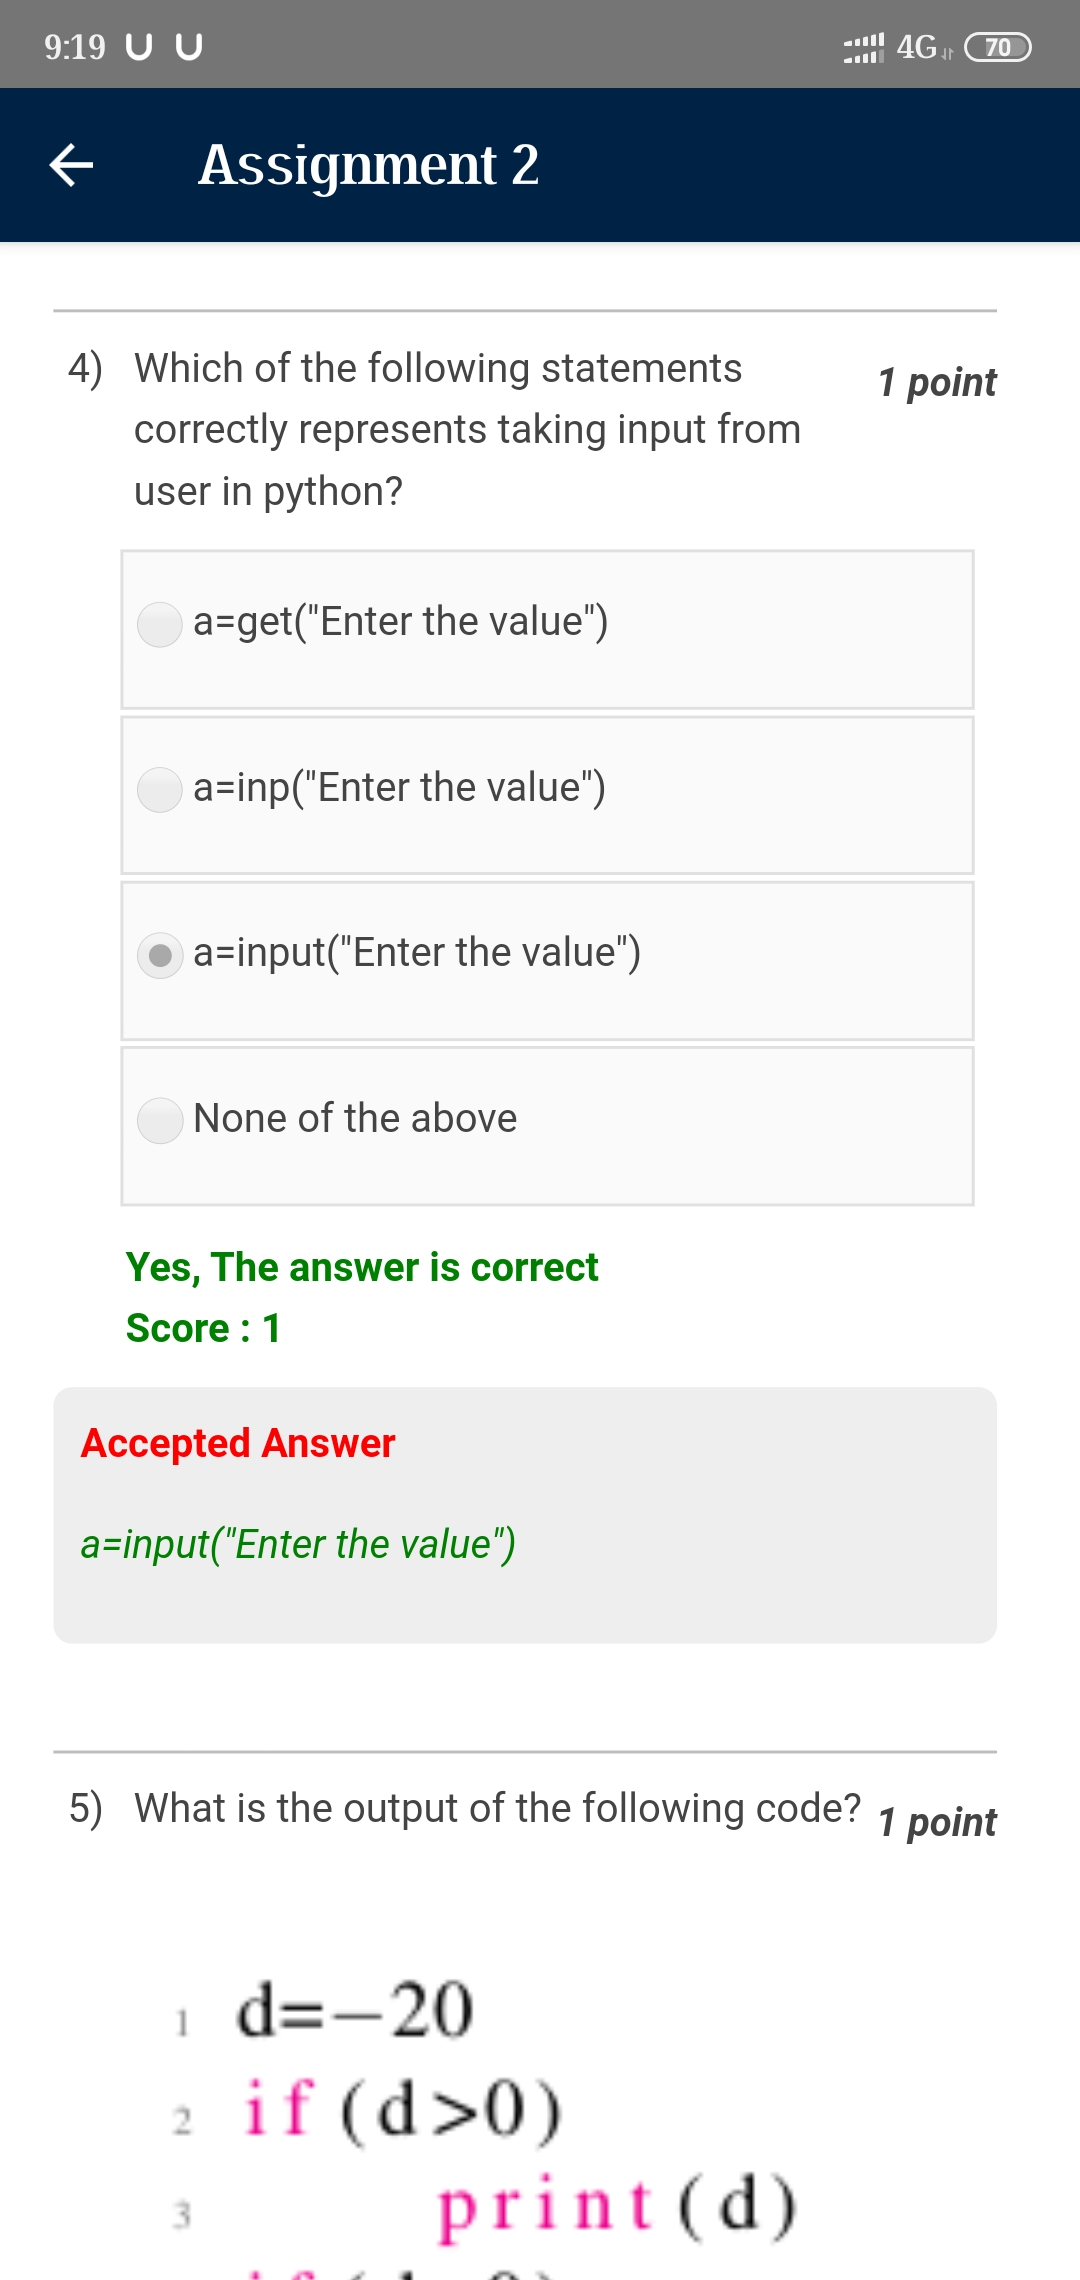 9:19 4G 70
Assignment 2
4) Which of the following statements 1 point
correctly represents taking input from
user in python?
a=get("Enter the value")
a=inp("Enter the value")
a=input("Enter the value")
None of the above
Yes, The answer is correct
Score : 1
Accepted Answer
a=input("Enter the value")
5) What is the output of the following code? 1 point
1 d=−20
2 if(d>0)
3 print(d)